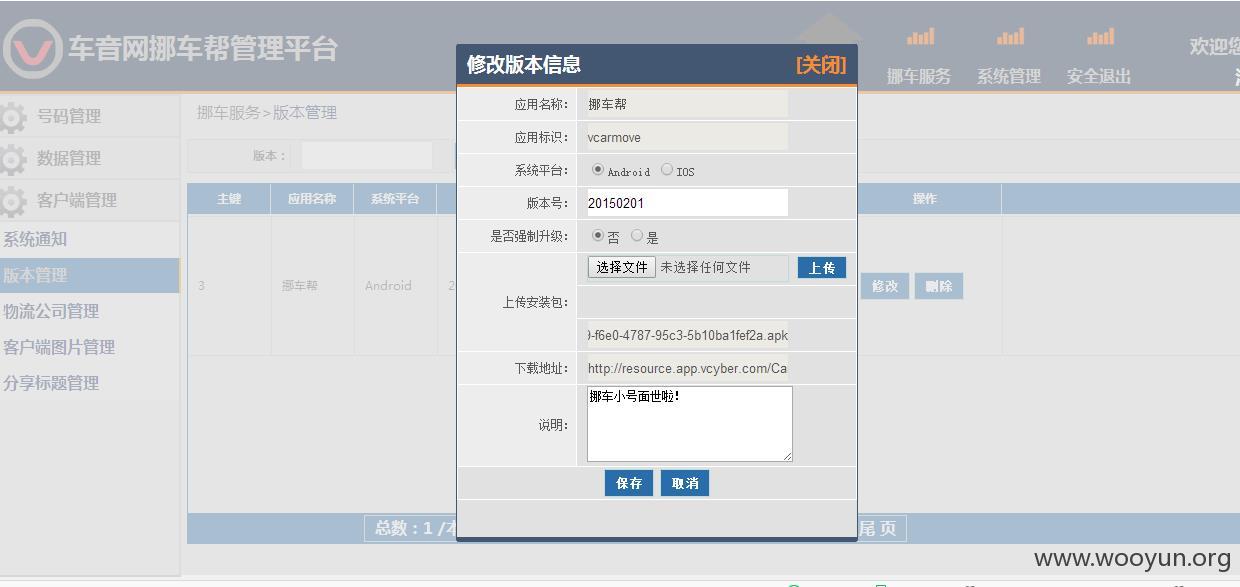 车音网挪车帮管理平台
挪车服务 系统管理 安全退出
欢迎您
号码管理
数据管理
客户端管理
系统通知
版本管理
物流公司管理
客户端图片管理
分享标题管理
挪车服务>版本管理
版本：
主键 应用名称 系统平台 操作
3 挪车帮 Android 2 修改 删除
总数：1 /本
尾 页
修改版本信息 [关闭]
应用名称： 挪车帮
应用标识： vcarmove
系统平台： Android IOS
版本号： 20150201
是否强制升级： 否 是
上传安装包： 选择文件 未选择任何文件 上传
-f6e0-4787-95c3-5b10ba1fef2a.apk
下载地址： http://resource.app.vcyber.com/Ca
说明： 挪车小号面世啦!
保存 取消
www.wooyun.org